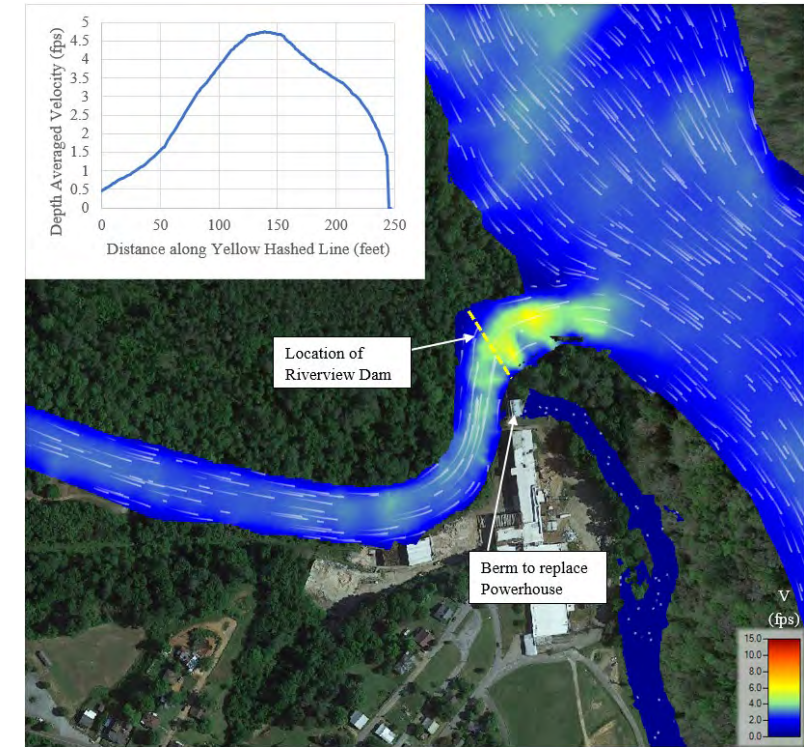 Depth Averaged Velocity (fps)
5
4.5
4
3.5
3
2.5
2
1.5
1
0.5
0
0 50 100 150 200 250
Distance along Yellow Hashed Line (feet)
Location of
Riverview Dam
Berm to replace
Powerhouse
V
(fps)
15.0
10.0
8.0
6.0
4.0
2.0
0.0